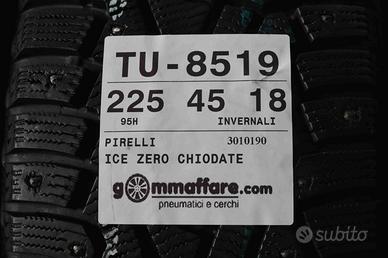 TU-8519
225 45 18
95H INVERNALI
PIRELLI 3010190
ICE ZERO CHIODATE
gommaffare.com
pneumatici e cerchi
subito